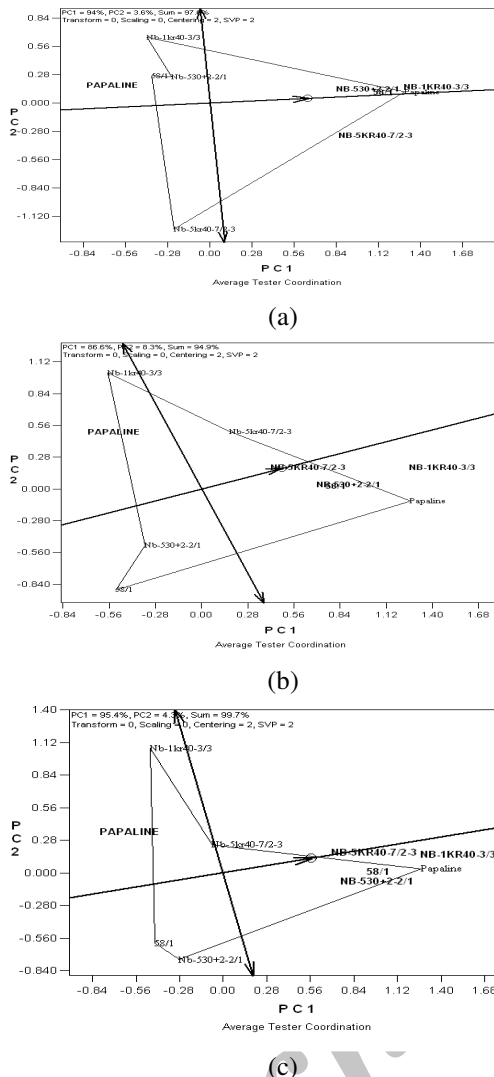 PC1 = 94%, PC2 = 3.6%, Sum = 97.6%
Transform = 0, Scaling = 0, Centering = 2, SVP = 2
0.84
0.56
0.28
0.000
-0.280
-0.560
-0.840
-1.120
PC2
Nb-1kr40-3/3
58/1
Nb-530+2-2/1
PAPALINE
NB-530+2-2/1
NB-1KR40-3/3
58/1
Papaline
NB-5KR40-7/2-3
Nb-5kr40-7/2-3
-0.84 -0.56 -0.28 0.00 0.28 0.56 0.84 1.12 1.40 1.68
PC1
Average Tester Coordination
(a)
PC1 = 86.6%, PC2 = 8.3%, Sum = 94.9%
Transform = 0, Scaling = 0, Centering = 2, SVP = 2
1.12
0.84
0.56
0.28
0.000
-0.280
-0.560
-0.840
PC2
Nb-1kr40-3/3
PAPALINE
Nb-5kr40-7/2-3
NB-5KR40-7/2-3
NB-1KR40-3/3
NB-530+2-2/1
58/1
Papaline
Nb-530+2-2/1
58/1
-0.84 -0.56 -0.28 0.00 0.28 0.56 0.84 1.12 1.40 1.68
PC1
Average Tester Coordination
(b)
PC1 = 95.4%, PC2 = 4.3%, Sum = 99.7%
Transform = 0, Scaling = 0, Centering = 2, SVP = 2
1.40
1.12
0.84
0.56
0.28
0.000
-0.280
-0.560
-0.840
PC2
Nb-1kr40-3/3
PAPALINE
Nb-5kr40-7/2-3
NB-5KR40-7/2-3
NB-1KR40-3/3
58/1
Papaline
NB-530+2-2/1
58/1
Nb-530+2-2/1
-0.84 -0.56 -0.28 0.00 0.28 0.56 0.84 1.12 1.40 1.68
PC1
Average Tester Coordination
(c)